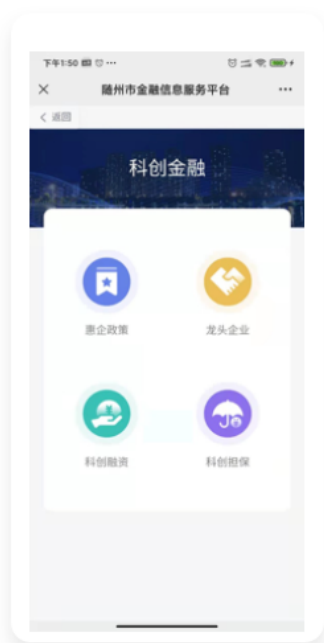 下午1:50
随州市金融信息服务平台
返回
科创金融
惠企政策
龙头企业
科创融资
科创担保